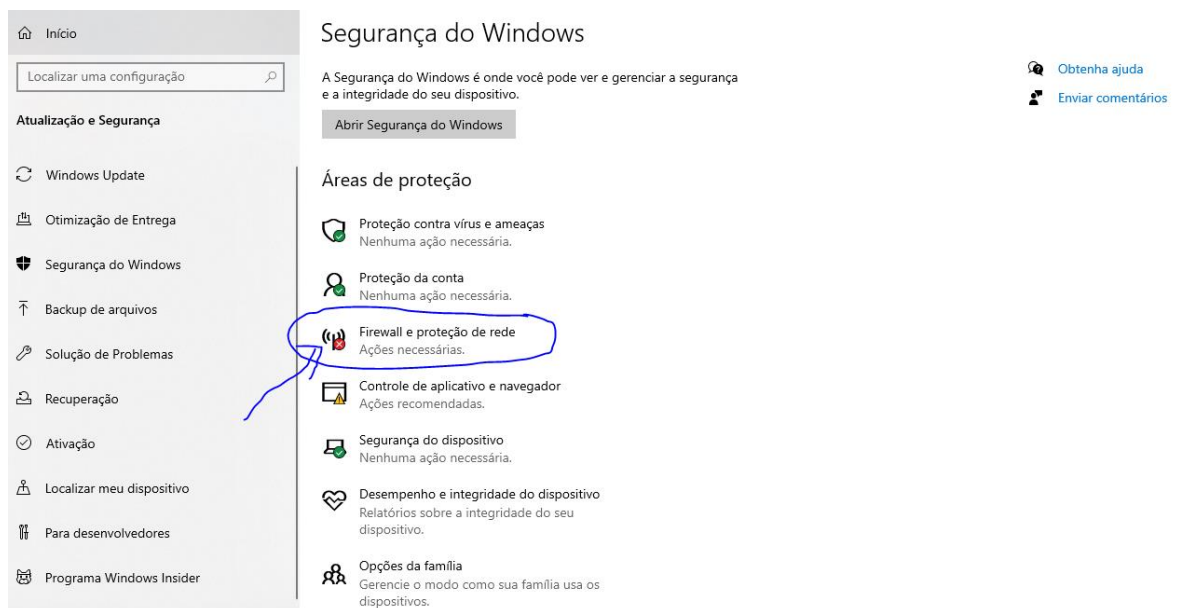 Início
Localizar uma configuração
Atualização e Segurança
Windows Update
Otimização de Entrega
Segurança do Windows
Backup de arquivos
Solução de Problemas
Recuperação
Ativação
Localizar meu dispositivo
Para desenvolvedores
Programa Windows Insider
Segurança do Windows
A Segurança do Windows é onde você pode ver e gerenciar a segurança
e a integridade do seu dispositivo.
Abrir Segurança do Windows
Áreas de proteção
Proteção contra vírus e ameaças
Nenhuma ação necessária.
Proteção da conta
Nenhuma ação necessária.
Firewall e proteção de rede
Ações necessárias.
Controle de aplicativo e navegador
Ações recomendadas.
Segurança do dispositivo
Nenhuma ação necessária.
Desempenho e integridade do dispositivo
Relatórios sobre a integridade do seu
dispositivo.
Opções da família
Gerencie o modo como sua família usa os
dispositivos.
Obtenha ajuda
Enviar comentários